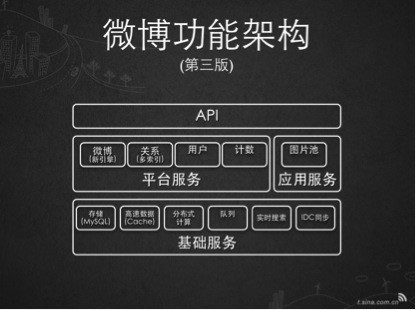 微博功能架构
(第三版)
API
微博
(新引擎)
关系
(多索引)
用户
计数
平台服务
图片池
应用服务
存储
(MySQL)
高速数据
(Cache)
分布式
计算
队列
实时搜索
IDC同步
基础服务
t.sina.com.cn